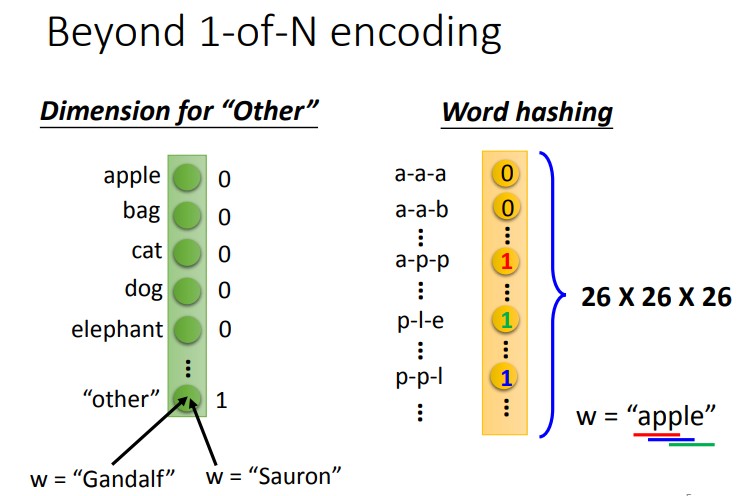 Beyond 1-of-N encoding
Dimension for “Other”
apple 0
bag 0
cat 0
dog 0
elephant 0
⋮
“other” 1
w = “Gandalf” w = “Sauron”
Word hashing
a-a-a 0
a-a-b 0
⋮ ⋮
a-p-p 1
⋮ ⋮
p-l-e 1
⋮ ⋮
p-p-l 1
⋮ ⋮
26 X 26 X 26
w = “apple”